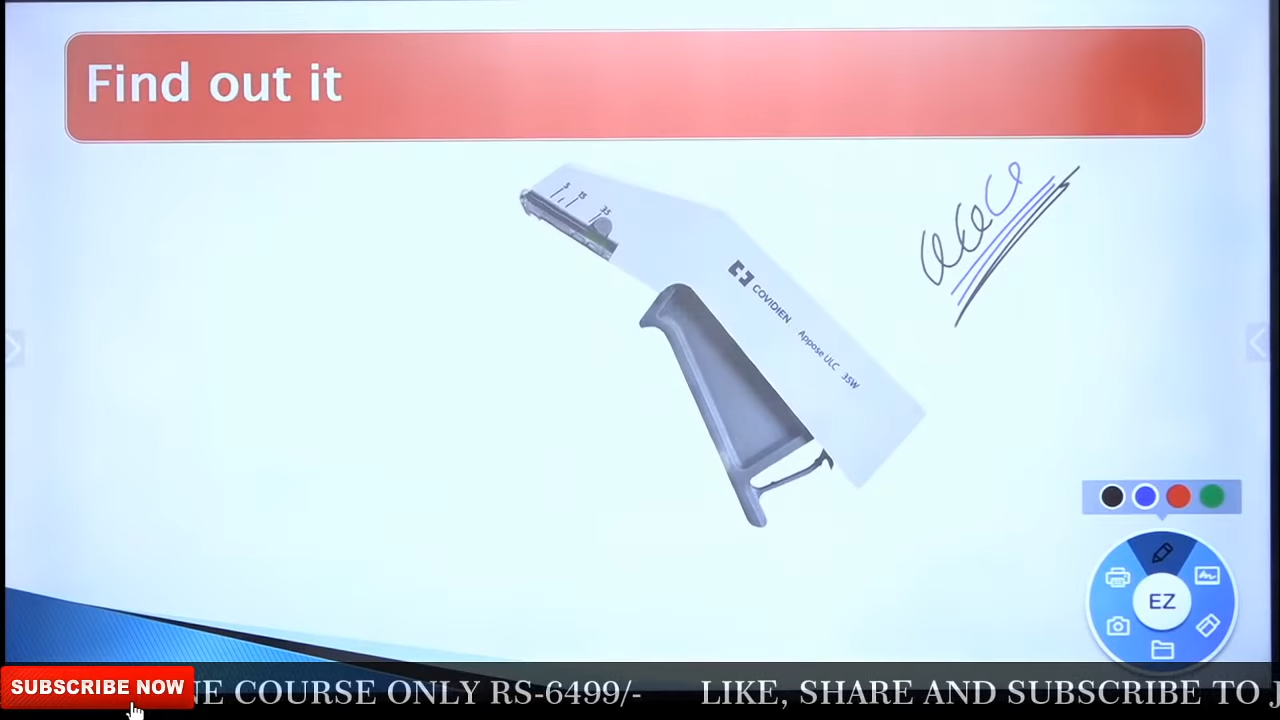 Find out it
5
15
35
COVIDIEN
Appose ULC 35W
EZ
SUBSCRIBE NOW
NE COURSE ONLY RS-6499/- LIKE, SHARE AND SUBSCRIBE TO J